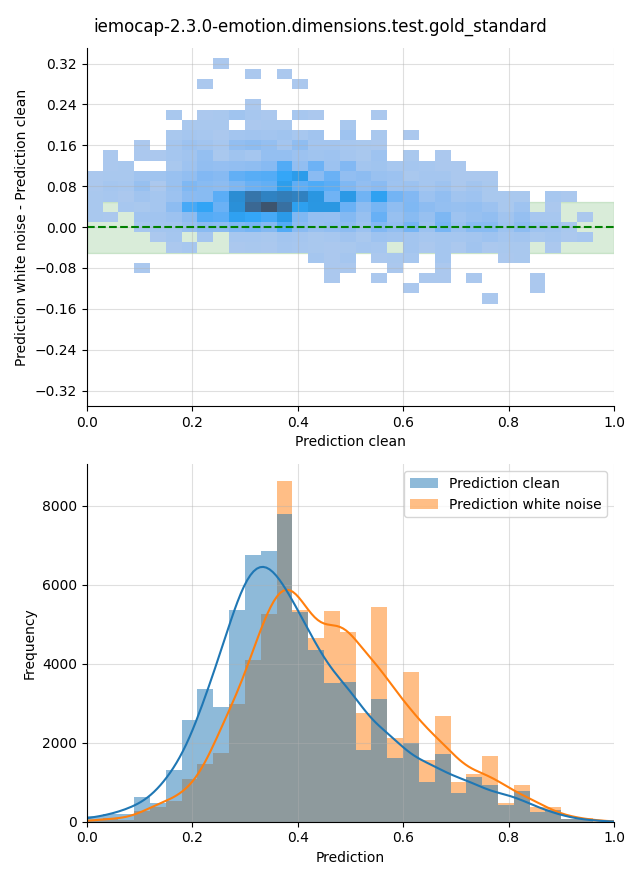 iemocap-2.3.0-emotion.dimensions.test.gold_standard
Prediction white noise - Prediction clean
0.32
0.24
0.16
0.08
0.00
−0.08
−0.16
−0.24
−0.32
0.0 0.2 0.4 0.6 0.8 1.0
Prediction clean
Prediction clean
Prediction white noise
Frequency
8000
6000
4000
2000
0
0.0 0.2 0.4 0.6 0.8 1.0
Prediction